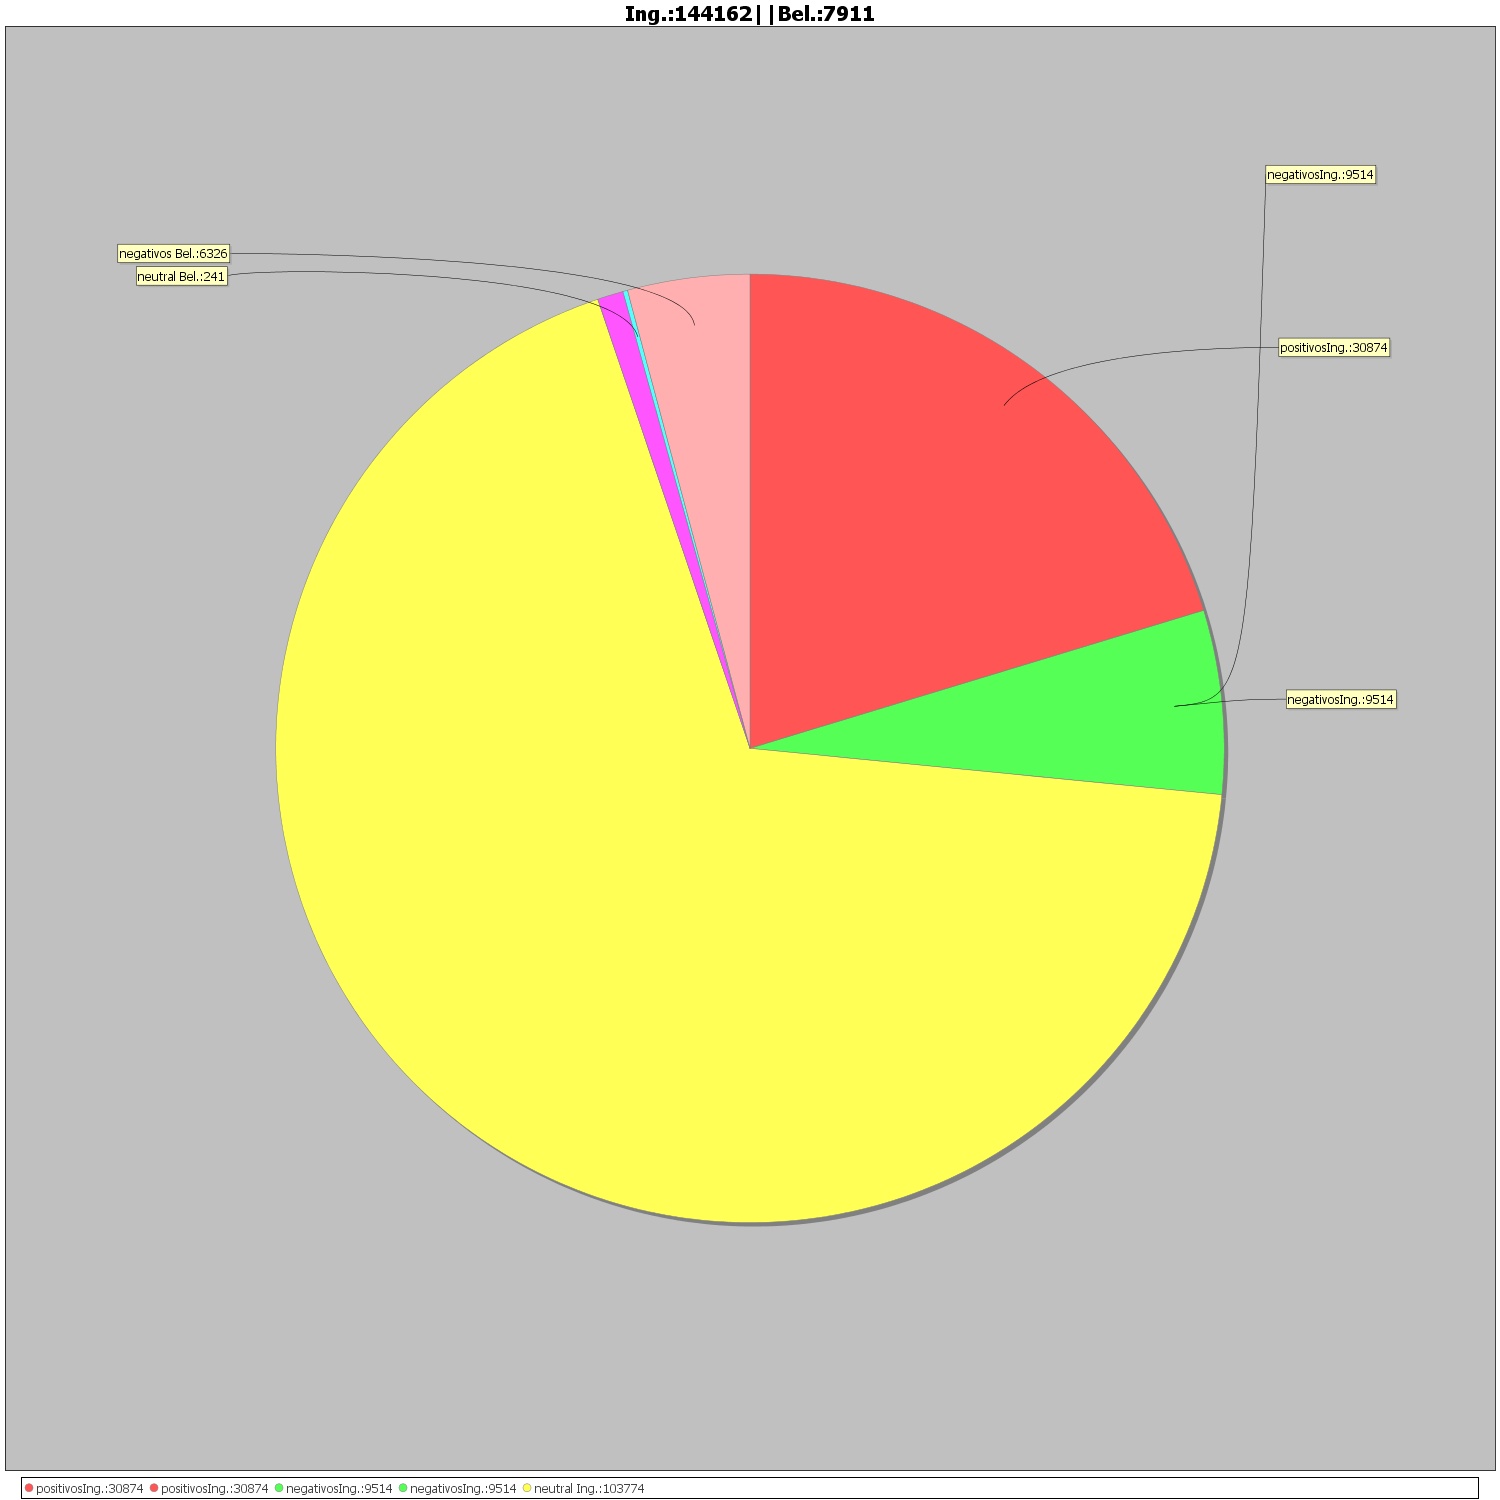 Ing.:144162||Bel.:7911
negativosIng.:9514
negativos Bel.:6326
neutral Bel.:241
positivosIng.:30874
negativosIng.:9514
positivosIng.:30874 positivosIng.:30874 negativosIng.:9514 negativosIng.:9514 neutral Ing.:103774